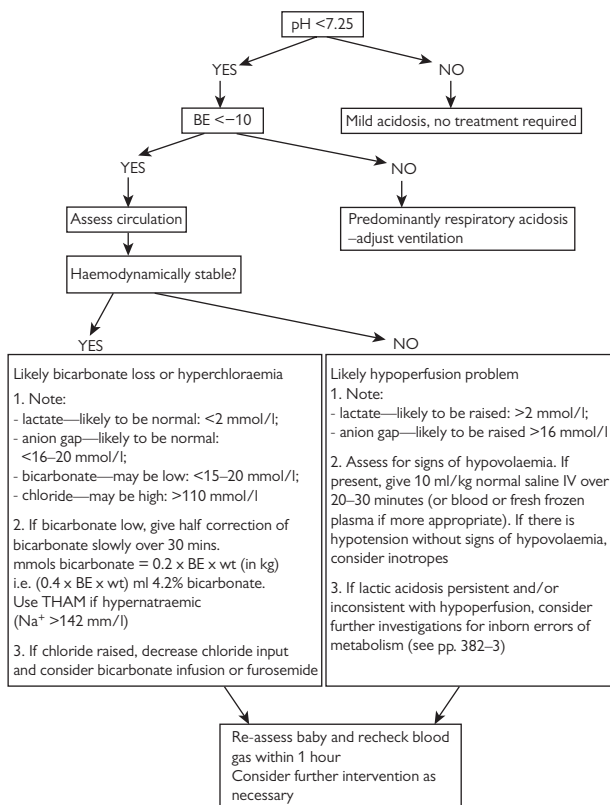 pH <7.25
YES
NO
BE <−10
Mild acidosis, no treatment required
YES
NO
Assess circulation
Predominantly respiratory acidosis
–adjust ventilation
Haemodynamically stable?
YES
NO
Likely bicarbonate loss or hyperchloraemia
1. Note:
- lactate—likely to be normal: <2 mmol/l;
- anion gap—likely to be normal:
<16–20 mmol/l;
- bicarbonate—may be low: <15–20 mmol/l;
- chloride—may be high: >110 mmol/l
2. If bicarbonate low, give half correction of
bicarbonate slowly over 30 mins.
mmols bicarbonate = 0.2 x BE x wt (in kg)
i.e. (0.4 x BE x wt) ml 4.2% bicarbonate.
Use THAM if hypernatraemic
(Na⁺ >142 mm/l)
3. If chloride raised, decrease chloride input
and consider bicarbonate infusion or furosemide
Likely hypoperfusion problem
1. Note:
- lactate—likely to be raised: >2 mmol/l;
- anion gap—likely to be raised >16 mmol/l
2. Assess for signs of hypovolaemia. If
present, give 10 ml/kg normal saline IV over
20–30 minutes (or blood or fresh frozen
plasma if more appropriate). If there is
hypotension without signs of hypovolaemia,
consider inotropes
3. If lactic acidosis persistent and/or
inconsistent with hypoperfusion, consider
further investigations for inborn errors of
metabolism (see pp. 382–3)
Re-assess baby and recheck blood
gas within 1 hour
Consider further intervention as
necessary